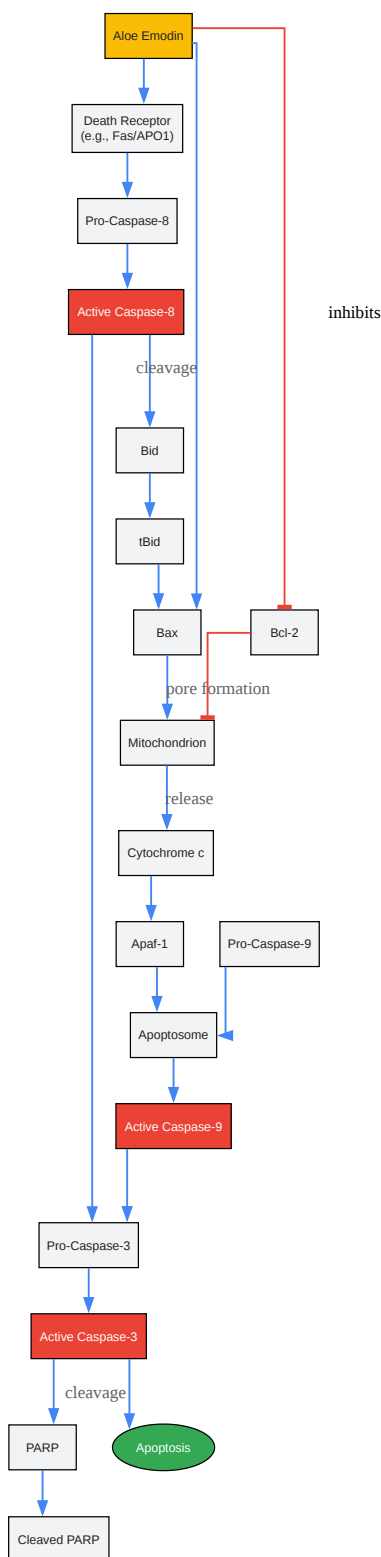 Aloe Emodin
Death Receptor
(e.g., Fas/APO1)
Pro-Caspase-8
Active Caspase-8
inhibits
cleavage
Bid
tBid
Bax
Bcl-2
pore formation
Mitochondrion
release
Cytochrome c
Apaf-1
Pro-Caspase-9
Apoptosome
Active Caspase-9
Pro-Caspase-3
Active Caspase-3
cleavage
PARP
Apoptosis
Cleaved PARP